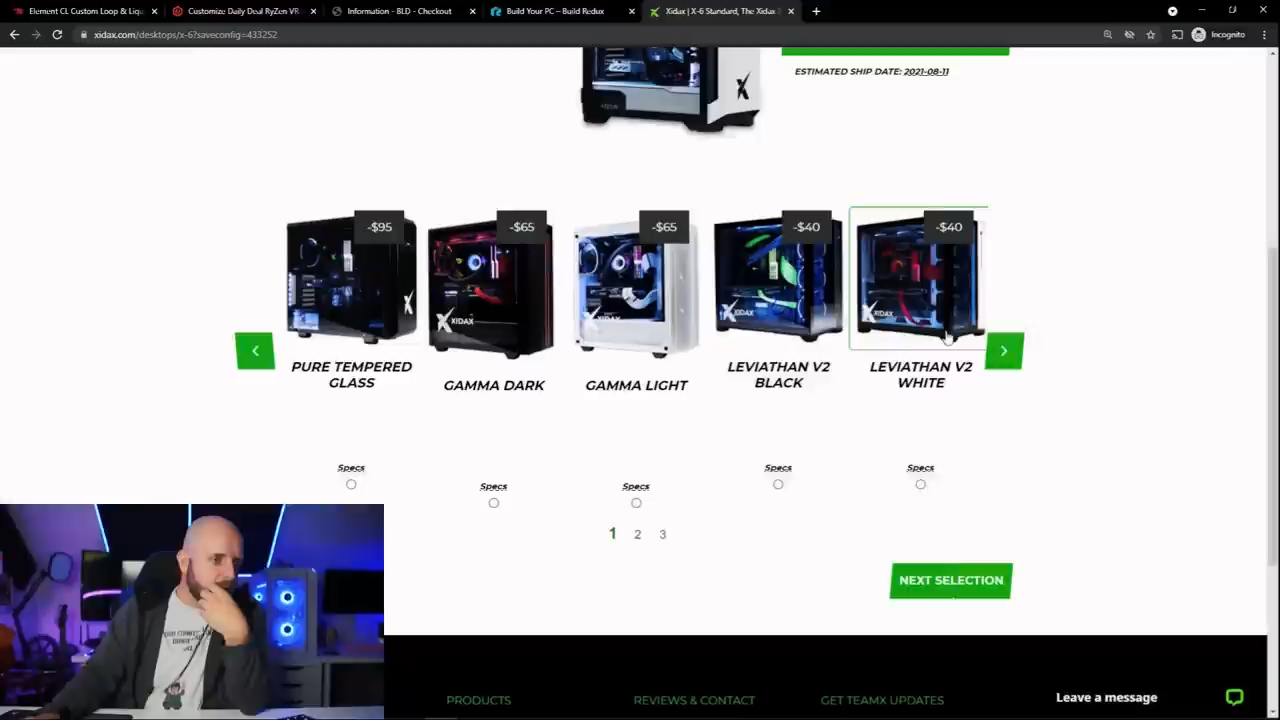 Element CL Custom Loop & Liq
Customize Daily Deal RyZen VR
Information - BLD - Checkout
Build Your PC – Build Redux
Xidax | X-6 Standard, The Xidax
xidax.com/desktops/x-6?saveconfig=433252
Incognito
ESTIMATED SHIP DATE: 2021-08-11
-$95
-$65
-$65
-$40
-$40
XIDAX
XIDAX
XIDAX
XIDAX
PURE TEMPERED
GLASS
GAMMA DARK
GAMMA LIGHT
LEVIATHAN V2
BLACK
LEVIATHAN V2
WHITE
Specs
Specs
Specs
Specs
Specs
1 2 3
NEXT SELECTION
PRODUCTS
REVIEWS & CONTACT
GET TEAMX UPDATES
Leave a message